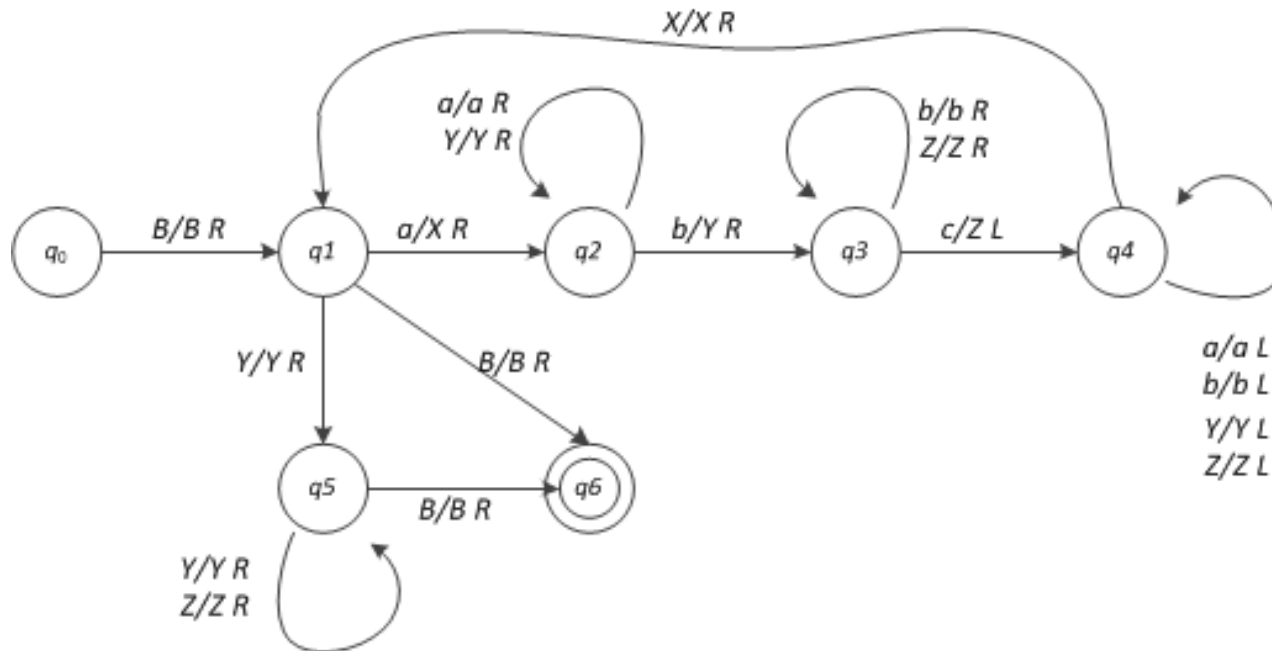 X/X R
a/a R
Y/Y R
b/b R
Z/Z R
q0
B/B R
q1
a/X R
q2
b/Y R
q3
c/Z L
q4
Y/Y R
B/B R
a/a L
b/b L
Y/Y L
Z/Z L
q5
B/B R
q6
Y/Y R
Z/Z R